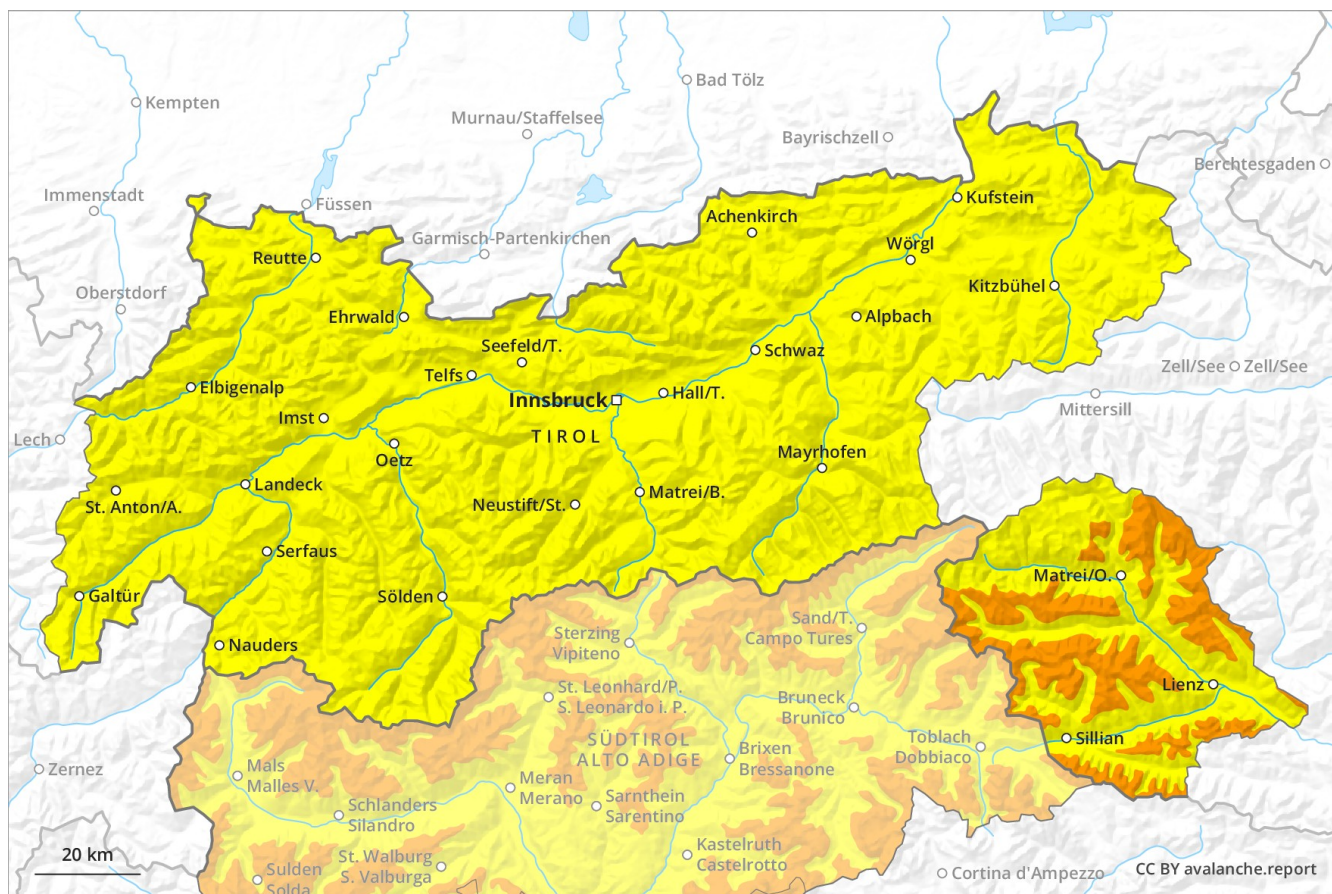 Kempten
Bad Tölz
Murnau/Staffelsee
Bayrischzell
Berchtesgaden
Immenstadt
Füssen
Kufstein
Achenkirch
Garmisch-Partenkirchen
Wörgl
Reutte
Oberstdorf
Kitzbühel
Ehrwald
Alpbach
Seefeld/T.
Schwaz
Zell/See
Zell/See
Telfs
Elbigenalp
Hall/T.
Innsbruck
Mittersill
Imst
Lech
TIROL
Oetz
Mayrhofen
Landeck
St. Anton/A.
Neustift/St.
Matrei/B.
Serfaus
Matrei/O.
Galtür
Sölden
Sand/T.
Campo Tures
Sterzing
Vipiteno
Nauders
Lienz
St. Leonhard/P.
S. Leonardo i. P.
Bruneck
Brunico
SÜDTIROL
ALTO ADIGE
Toblach
Dobbiaco
Sillian
Brixen
Bressanone
Zernez
Mals
Malles V.
Meran
Merano
Sarnthein
Sarentino
Schlanders
Silandro
Kastelruth
Castelrotto
20 km
St. Walburg
S. Valburga
Sulden
Solda
Cortina d'Ampezzo
CC BY avalanche.report